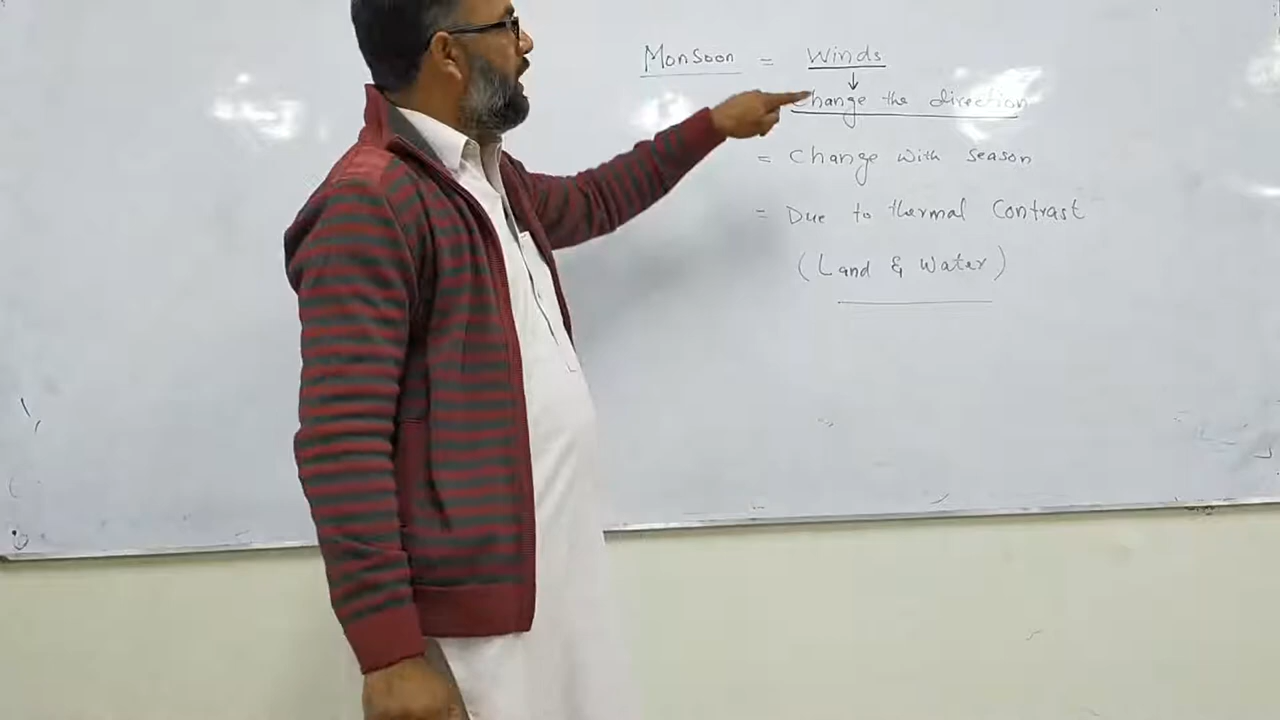 Monsoon = Winds
↓
Change the direction
= Change with season
= Due to thermal Contrast
(Land & Water)